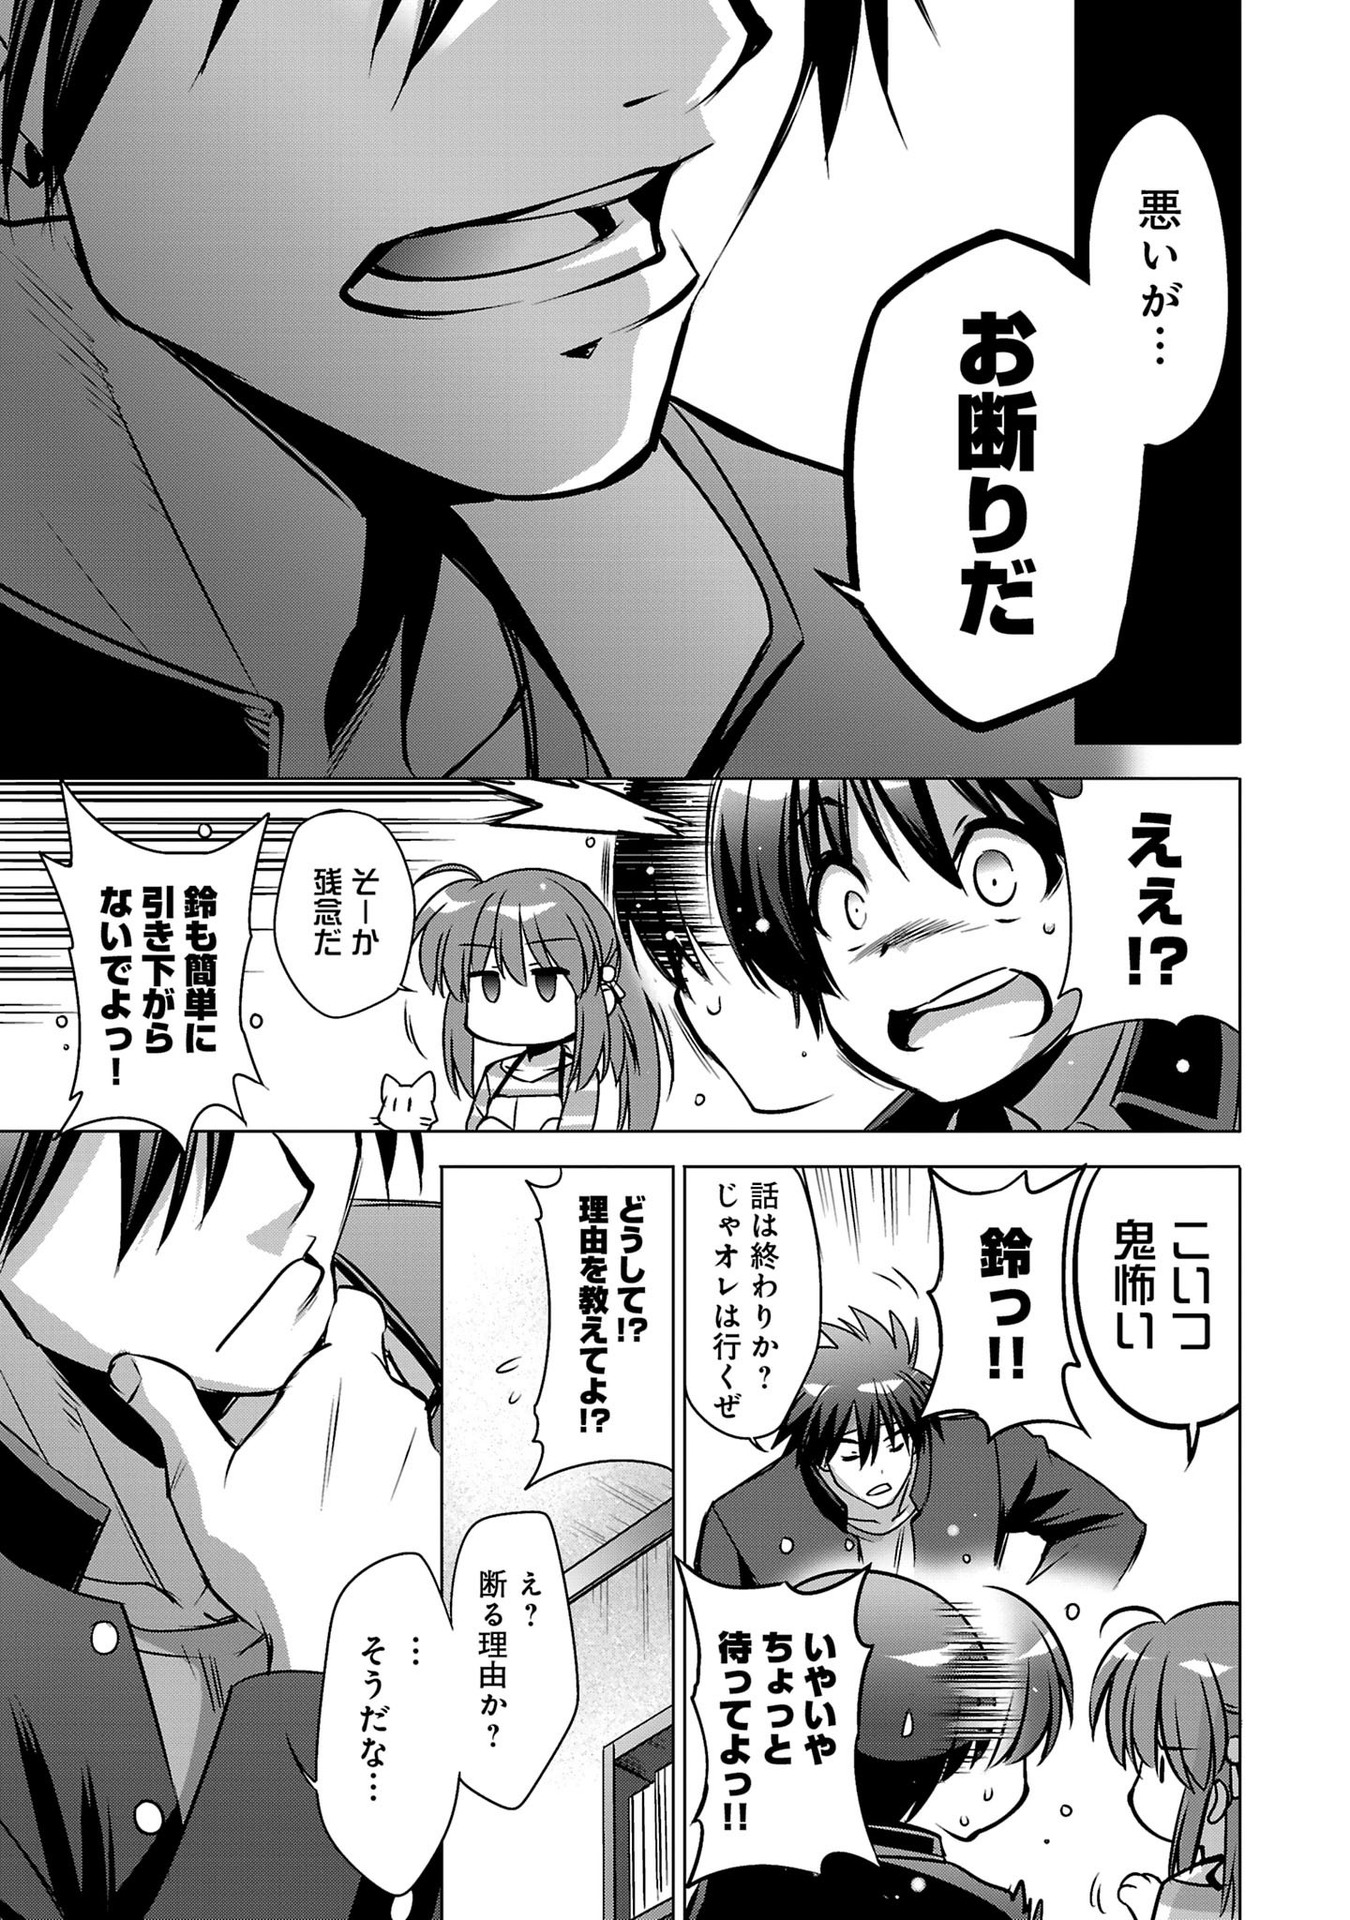 悪いが…
お断りだ
ええ!?
そーか
残念だ
鈴も簡単に
引き下がら
ないでよっ！
こいつ
鬼怖い
鈴っ!!
話は終わりか？
じゃオレは行くぜ
いやいや
ちょっと
待ってよっ!!
どうして!?
理由を教えてよ!?
え？
断る理由か？
…
そうだな…